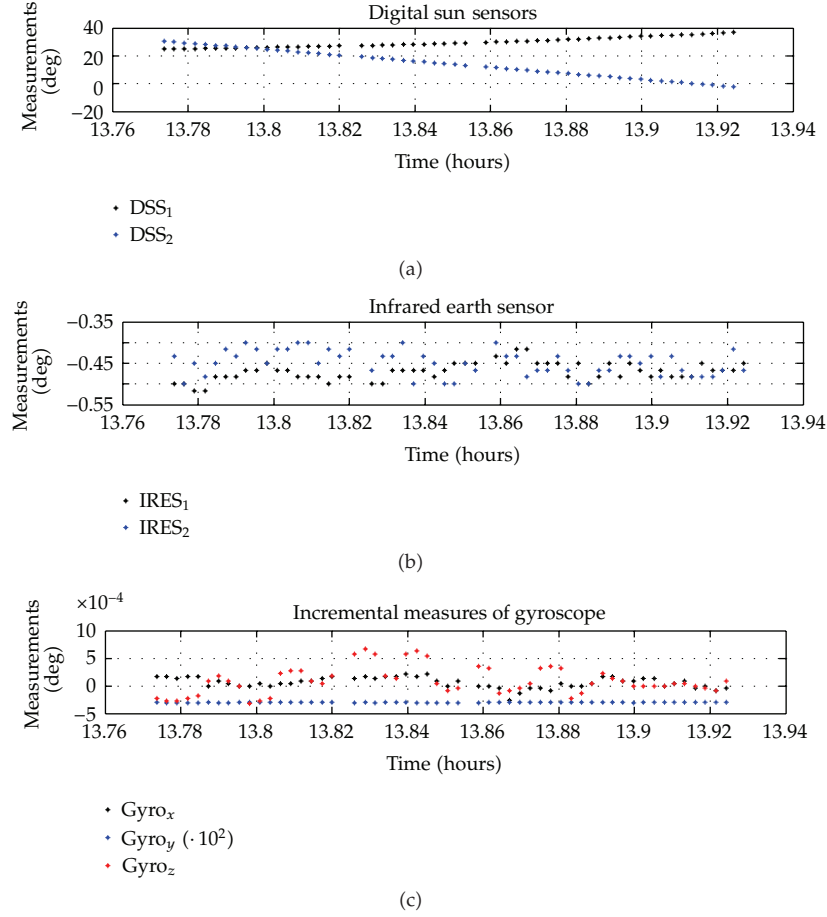 Digital sun sensors
Measurements
(deg)
40
20
0
−20
13.76 13.78 13.8 13.82 13.84 13.86 13.88 13.9 13.92 13.94
Time (hours)
DSS₁
DSS₂
(a)
Infrared earth sensor
Measurements
(deg)
−0.35
−0.45
−0.55
13.76 13.78 13.8 13.82 13.84 13.86 13.88 13.9 13.92 13.94
Time (hours)
IRES₁
IRES₂
(b)
×10⁻⁴
Incremental measures of gyroscope
Measurements
(deg)
10
5
0
−5
13.76 13.78 13.8 13.82 13.84 13.86 13.88 13.9 13.92 13.94
Time (hours)
Gyroₓ
Gyro_y (·10²)
Gyro_z
(c)